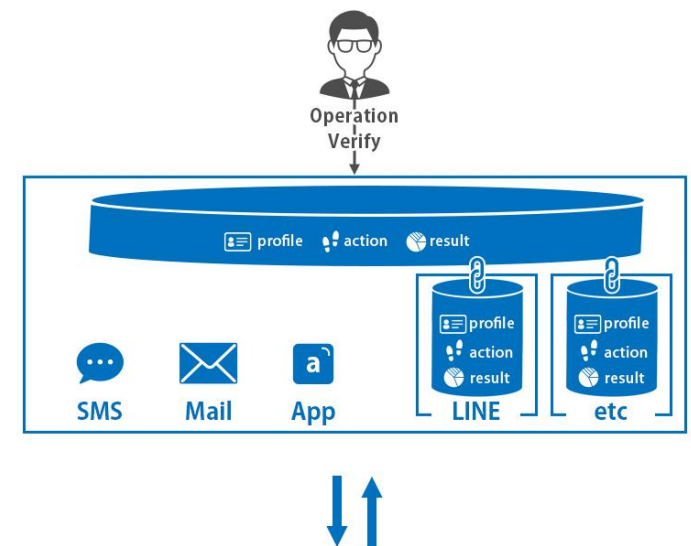 Operation
Verify
profile action result
profile
action
result
profile
action
result
a
SMS
Mail
App
LINE
etc